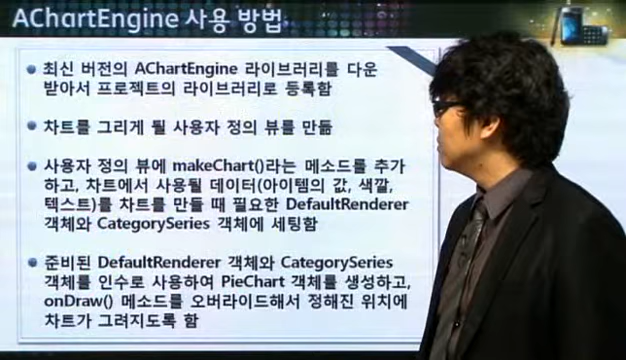 AChartEngine 사용 방법
최신 버전의 AChartEngine 라이브러리를 다운
받아서 프로젝트의 라이브러리로 등록함
차트를 그리게 될 사용자 정의 뷰를 만듦
사용자 정의 뷰에 makeChart()라는 메소드를 추가
하고, 차트에서 사용될 데이터(아이템의 값, 색깔,
텍스트)를 차트를 만들 때 필요한 DefaultRenderer
객체와 CategorySeries 객체에 세팅함
준비된 DefaultRenderer 객체와 CategorySeries
객체를 인수로 사용하여 PieChart 객체를 생성하고,
onDraw() 메소드를 오버라이드해서 정해진 위치에
차트가 그려지도록 함